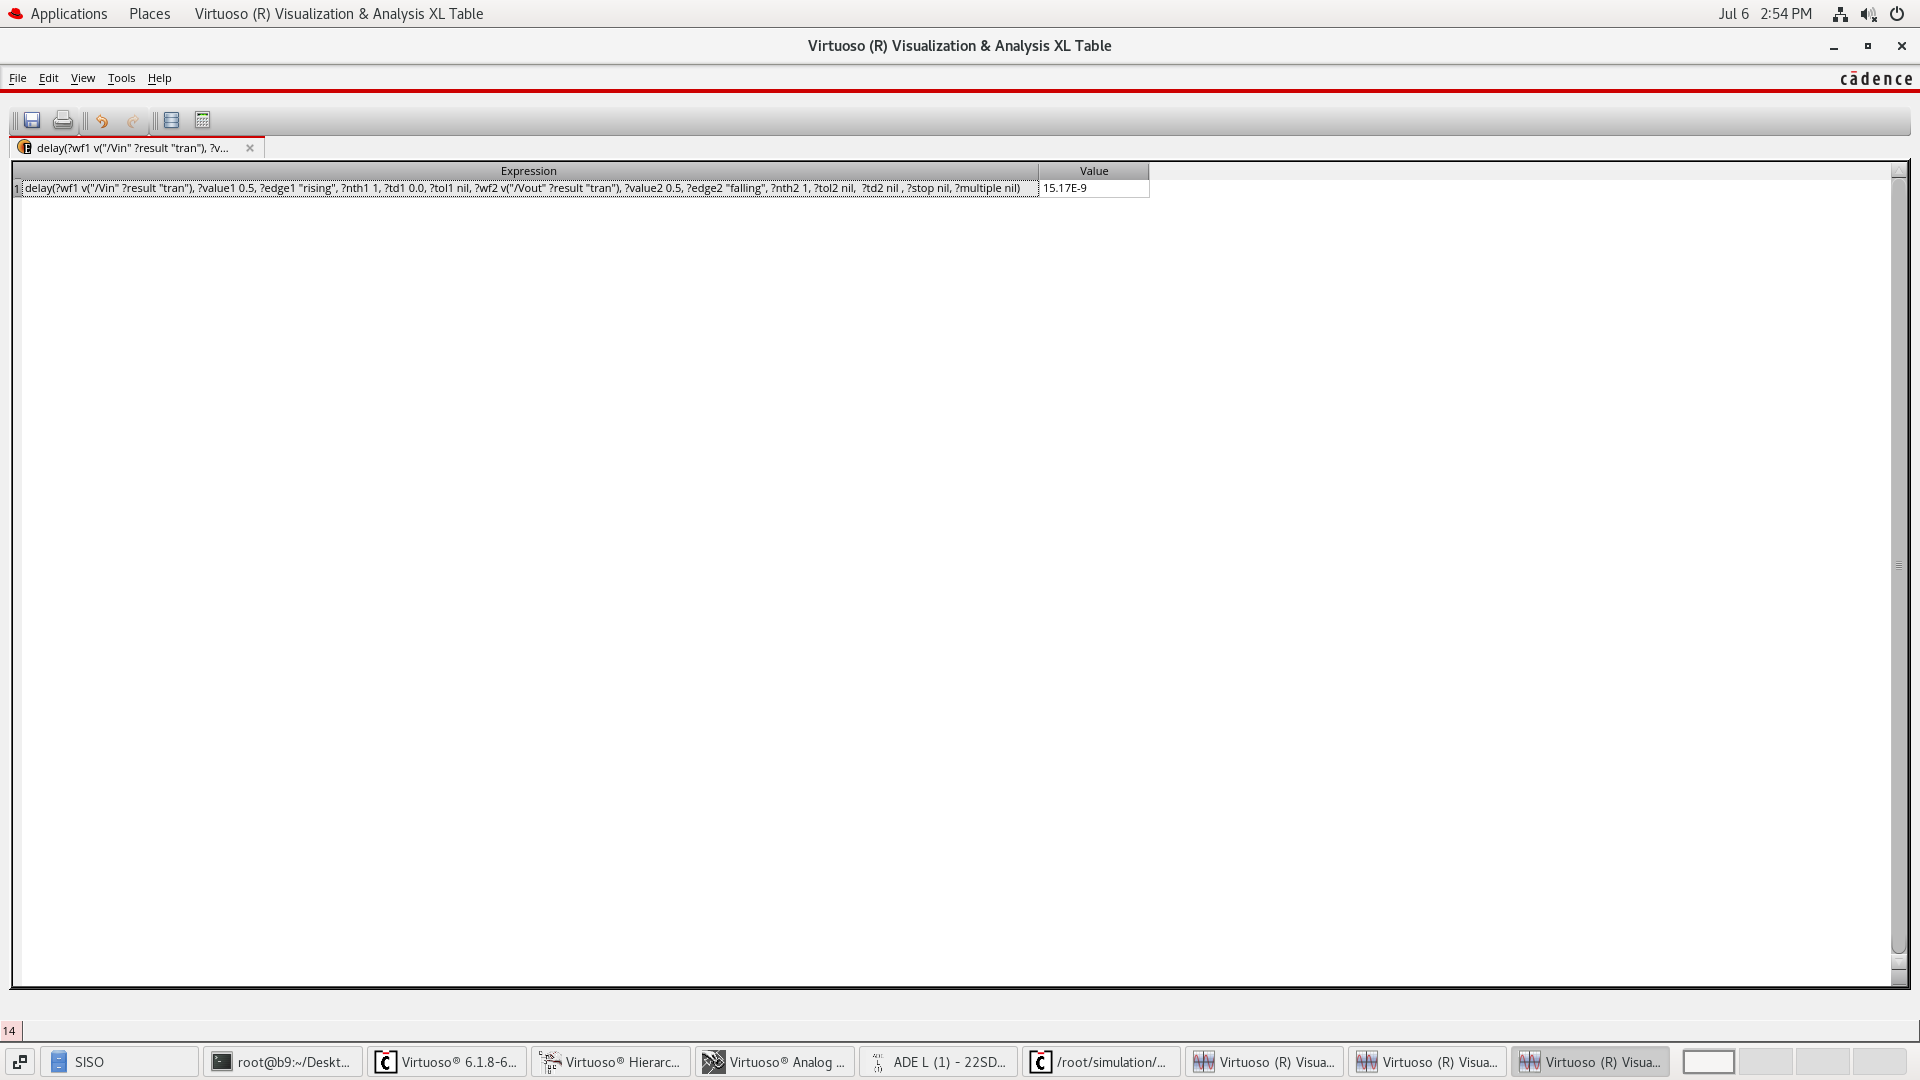 Applications Places Virtuoso (R) Visualization & Analysis XL Table Jul 6 2:54 PM
Virtuoso (R) Visualization & Analysis XL Table
File Edit View Tools Help cādence
delay(?wf1 v("/Vin" ?result "tran"), ?v...
Expression Value
1 delay(?wf1 v("/Vin" ?result "tran"), ?value1 0.5, ?edge1 "rising", ?nth1 1, ?td1 0.0, ?tol1 nil, ?wf2 v("/Vout" ?result "tran"), ?value2 0.5, ?edge2 "falling", ?nth2 1, ?tol2 nil,  ?td2 nil , ?stop nil, ?multiple nil) 15.17E-9
14
SISO root@b9:~/Deskt... Virtuoso® 6.1.8-6... Virtuoso® Hierarc... Virtuoso® Analog ... ADE L (1) - 22SD... /root/simulation/... Virtuoso (R) Visua... Virtuoso (R) Visua... Virtuoso (R) Visua...